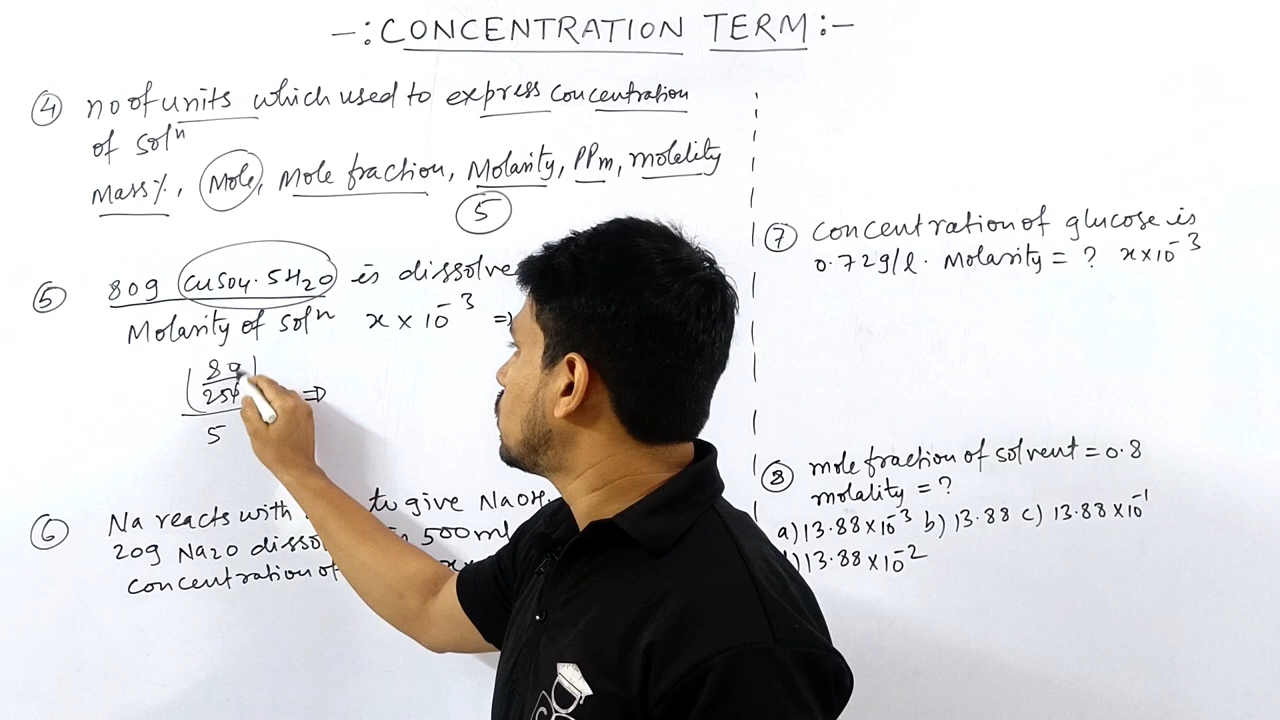 -:CONCENTRATION TERM:-
④ no of units which used to express concentration
of solⁿ
Mass%, Mole, Mole fraction, Molarity, PPm, molality
5
⑤ 80g CuSO4.5H2O is dissolve
Molarity of solⁿ x × 10⁻³ ⇒
80
250 ⇒
5
⑥ Na reacts with to give NaOH.
20g Na2O 500ml
Concentration of
⑦ concentration of glucose is
0.72g/l. Molarity = ? x×10⁻³
⑧ mole fraction of solvent = 0.8
molality = ?
a) 13.88×10⁻³ b) 13.88 c) 13.88×10⁻¹
) 13.88×10⁻²